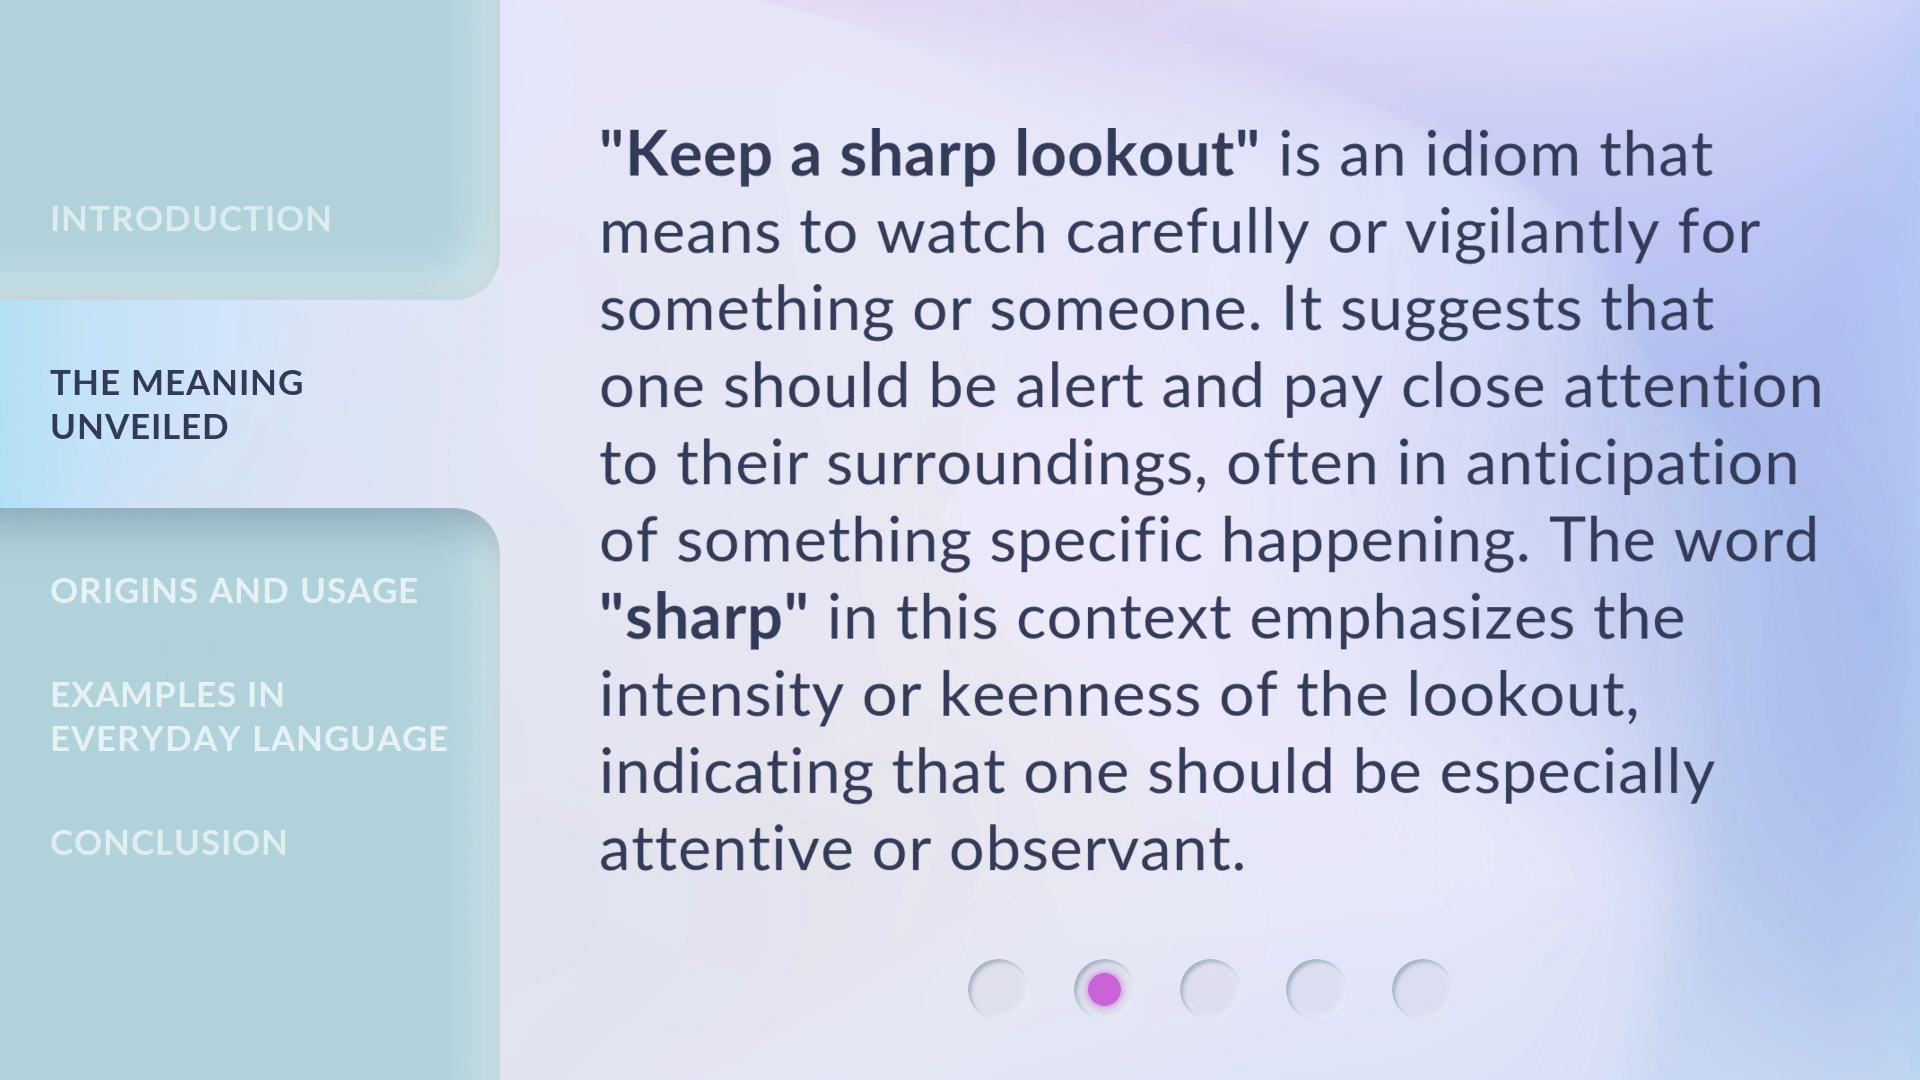 INTRODUCTION
THE MEANING
UNVEILED
ORIGINS AND USAGE
EXAMPLES IN
EVERYDAY LANGUAGE
CONCLUSION
"Keep a sharp lookout" is an idiom that
means to watch carefully or vigilantly for
something or someone. It suggests that
one should be alert and pay close attention
to their surroundings, often in anticipation
of something specific happening. The word
"sharp" in this context emphasizes the
intensity or keenness of the lookout,
indicating that one should be especially
attentive or observant.